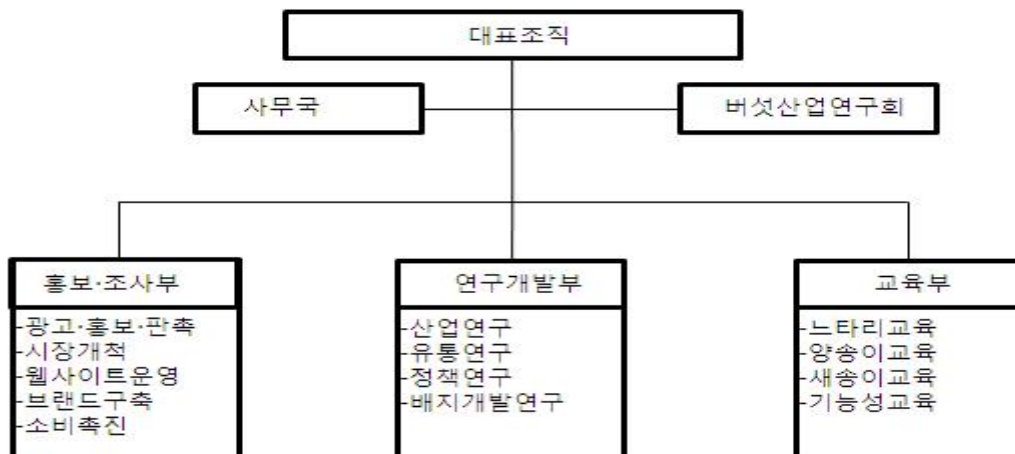 대표조직
사무국
버섯산업연구회
홍보·조사부
-광고·홍보·판촉
-시장개척
-웹사이트운영
-브랜드구축
-소비촉진
연구개발부
-산업연구
-유통연구
-정책연구
-배지개발연구
교육부
-느타리교육
-양송이교육
-새송이교육
-기능성교육